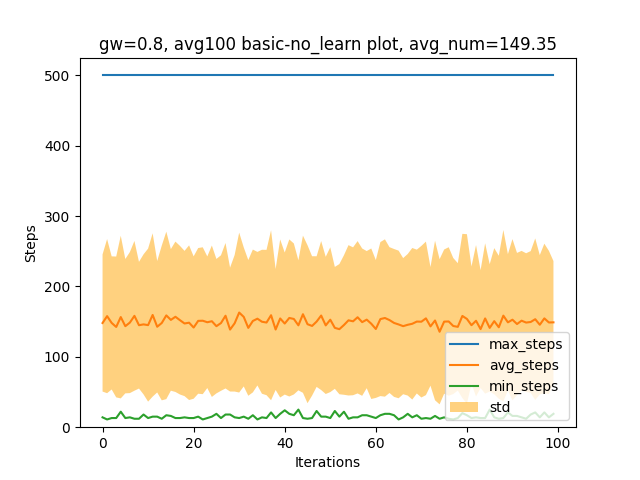 gw=0.8, avg100 basic-no_learn plot, avg_num=149.35
500
400
300
200
100
0
Steps
max_steps
avg_steps
min_steps
std
0 20 40 60 80 100
Iterations